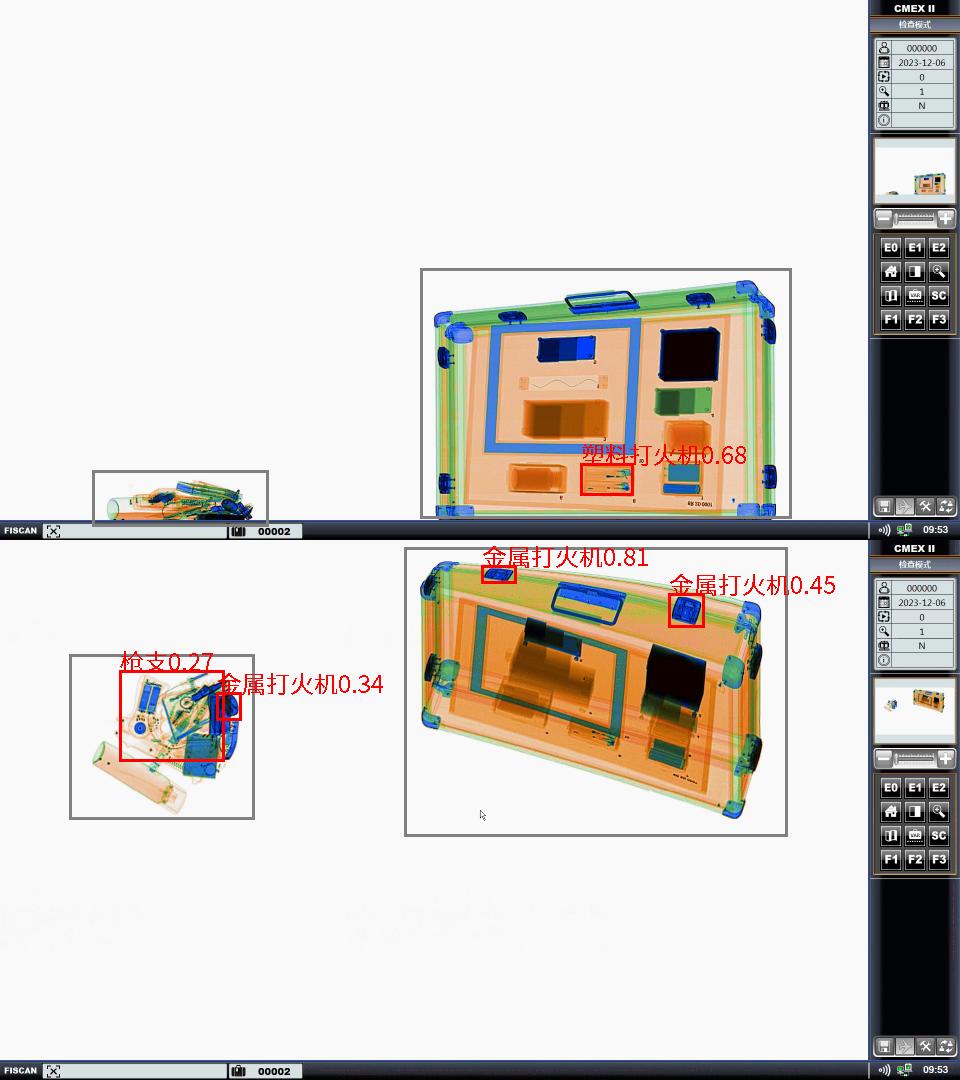 CMEX II
检查模式
000000
2023-12-06
0
1
N
E0 E1 E2
VAR SC
F1 F2 F3
塑料打火机0.68
FISCAN 00002 09:53
CMEX II
检查模式
000000
2023-12-06
0
1
N
金属打火机0.81
金属打火机0.45
枪支0.27
金属打火机0.34
E0 E1 E2
VAR SC
F1 F2 F3
FISCAN 00002 09:53